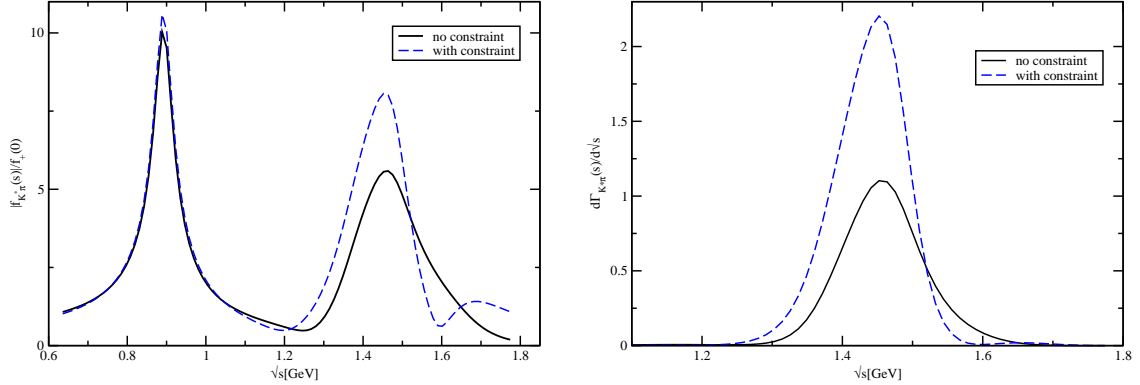 10
5
0
|f_{K^*π}(s)|/f_+(0)
no constraint
with constraint
0.6 0.8 1 1.2 1.4 1.6 1.8
√s[GeV]
2
1.5
1
0.5
0
dΓ_{K*π}(s)/d√s
no constraint
with constraint
1.2 1.4 1.6 1.8
√s[GeV]